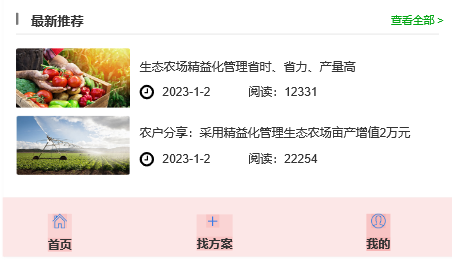 最新推荐 查看全部 >
生态农场精益化管理省时、省力、产量高
2023-1-2 阅读：12331
农户分享：采用精益化管理生态农场亩产增值2万元
2023-1-2 阅读：22254
首页 找方案 我的